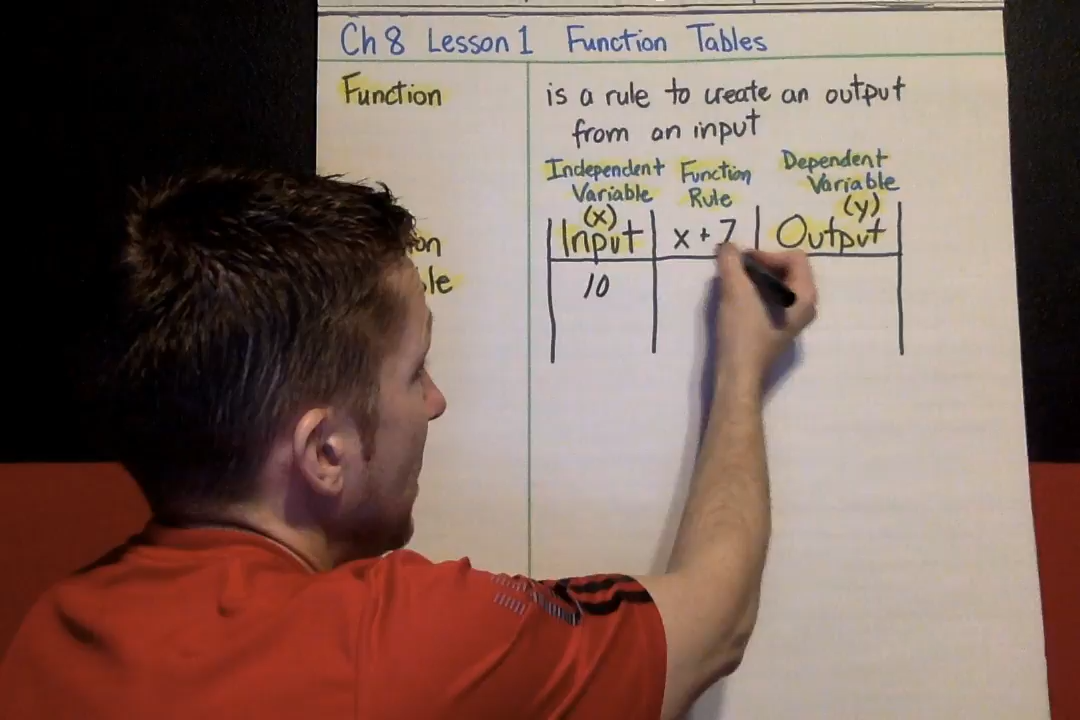 Ch 8 Lesson 1 Function Tables
Function
is a rule to create an output
from an input
Independent Variable (x)
Function Rule
Dependent Variable (y)
Input
x + 7
Output
10